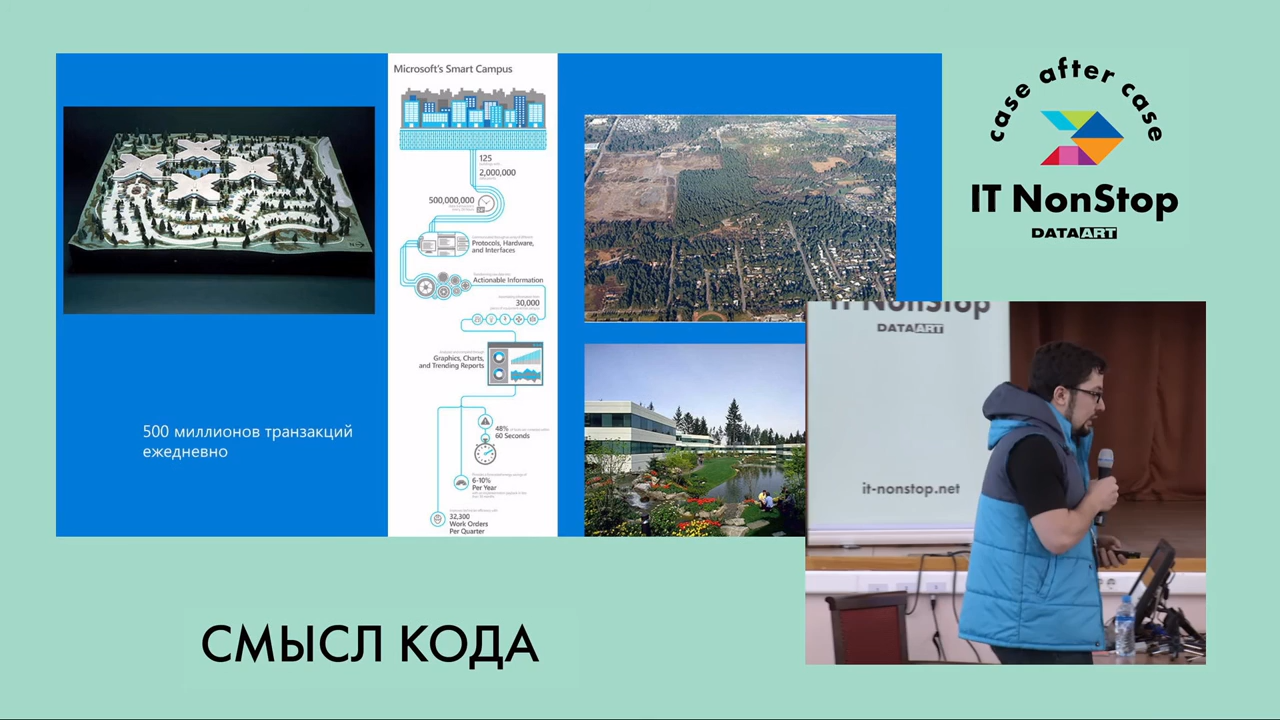 Microsoft's Smart Campus
125
2,000,000
500,000,000
Protocols, Hardware,
and Interfaces
Actionable Information
30,000
Graphics, Charts,
and Trending Reports
48%
60 Seconds
6-10%
Per Year
32,300
Work Orders
Per Quarter
500 миллионов транзакций
ежедневно
case after case
IT NonStop
DATAART
IT NonStop
DATAART
it-nonstop.net
СМЫСЛ КОДА